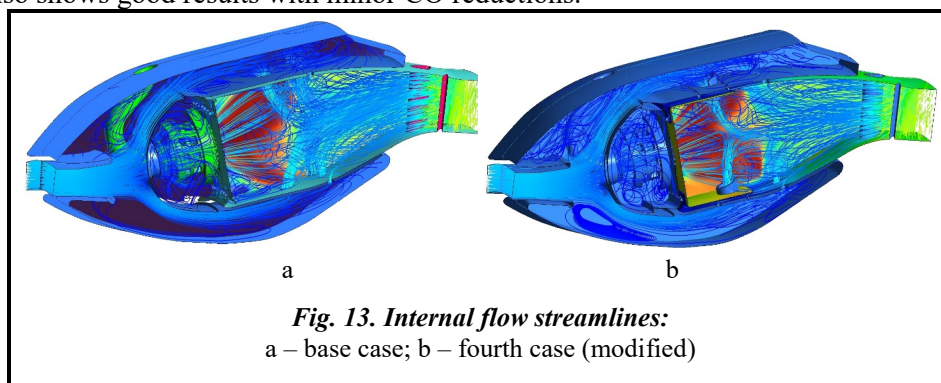 also shows good results with minor CO reductions.
a
b
Fig. 13. Internal flow streamlines:
a – base case; b – fourth case (modified)